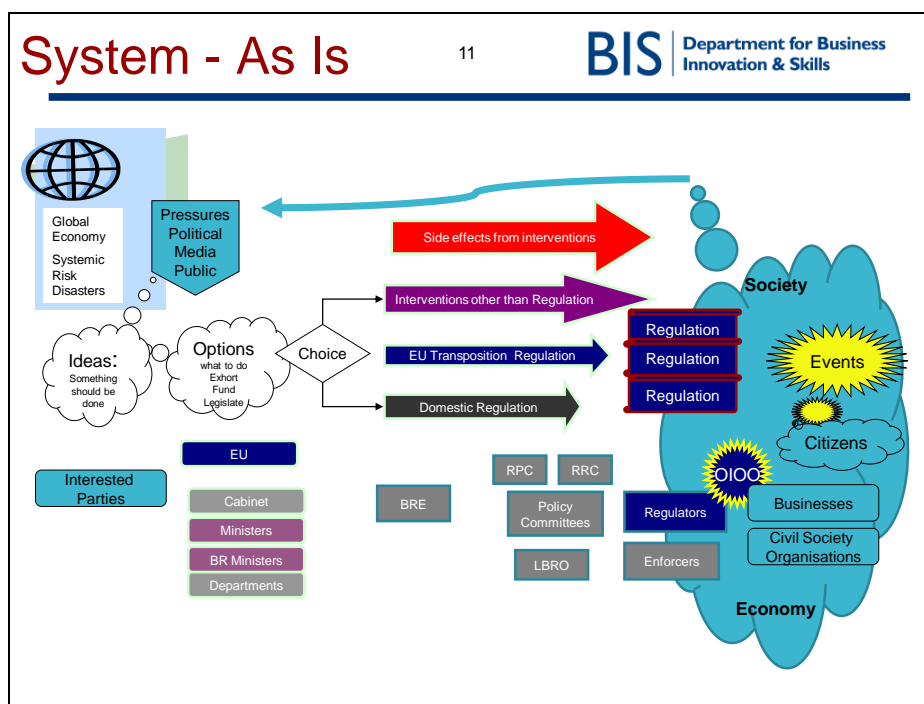 System - As Is
11
BIS
Department for Business
Innovation & Skills
Global
Economy
Systemic
Risk
Disasters
Pressures
Political
Media
Public
Side effects from interventions
Society
Interventions other than Regulation
Regulation
Ideas:
Something
should be
done
Options
what to do
Exhort
Fund
Legislate
Choice
EU Transposition Regulation
Regulation
Events
Domestic Regulation
Regulation
Citizens
EU
Interested
Parties
RPC
RRC
OIOO
Cabinet
BRE
Policy
Committees
Regulators
Businesses
Ministers
BR Ministers
LBRO
Enforcers
Civil Society
Organisations
Departments
Economy